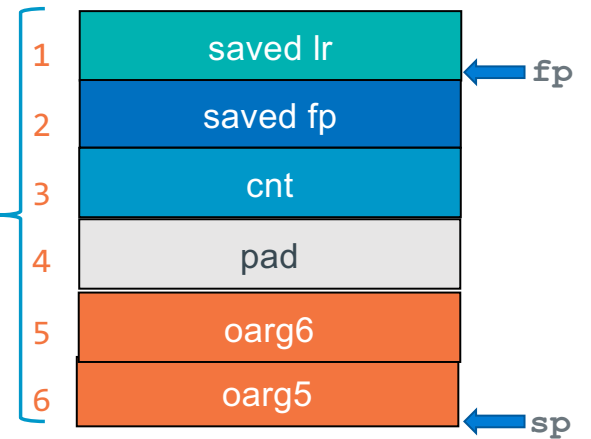 1 saved lr
fp
2 saved fp
3 cnt
4 pad
5 oarg6
6 oarg5
sp